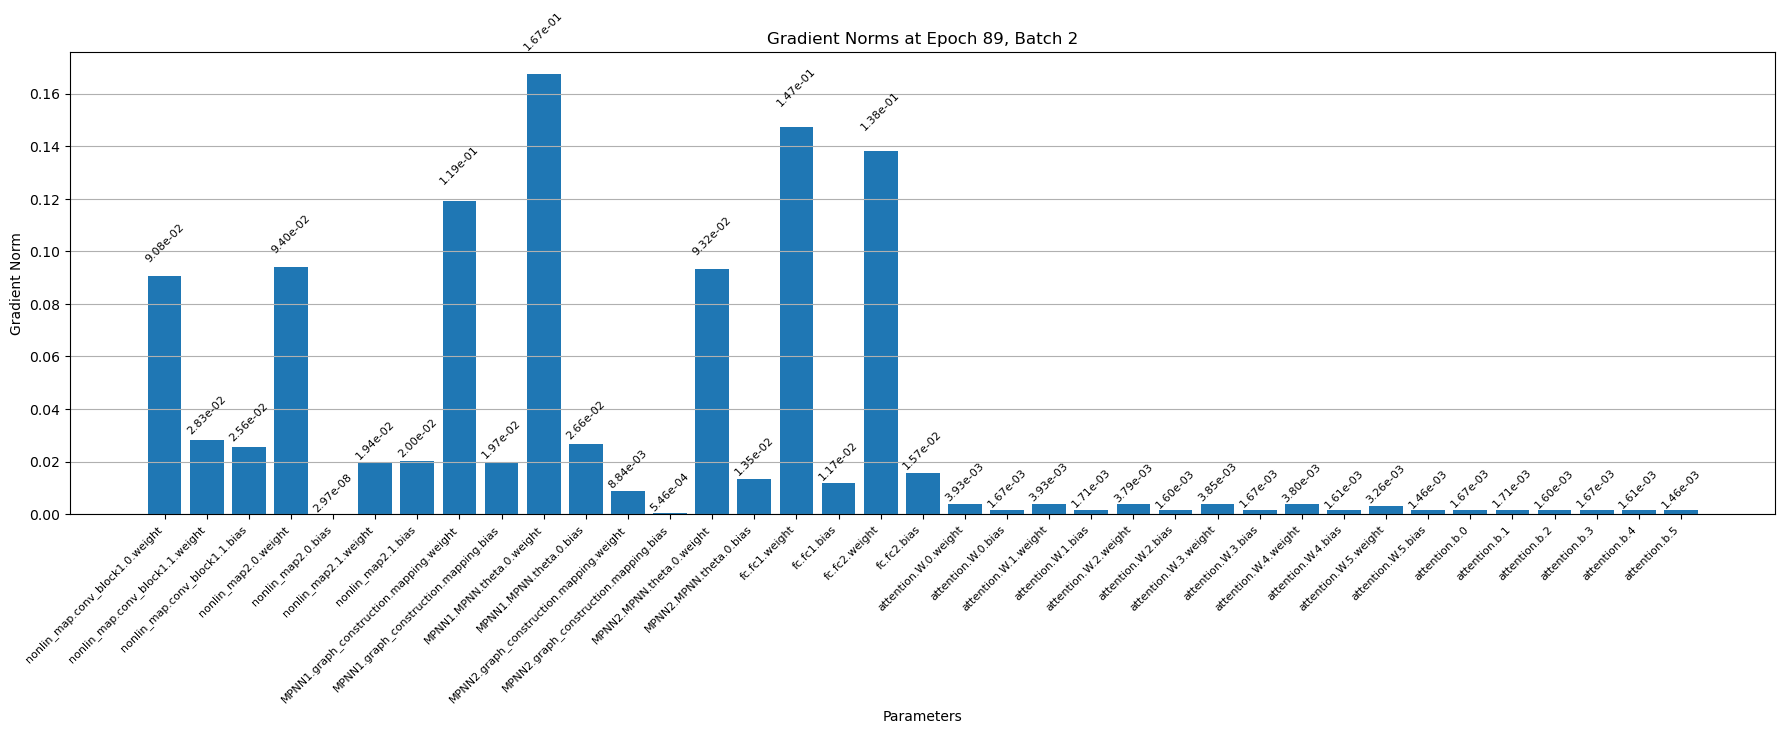 Gradient Norms at Epoch 89, Batch 2
Gradient Norm
0.16
0.14
0.12
0.10
0.08
0.06
0.04
0.02
0.00
9.08e-02
2.83e-02
2.56e-02
9.40e-02
2.97e-08
1.94e-02
2.00e-02
1.19e-01
1.97e-02
1.67e-01
2.66e-02
8.84e-03
5.46e-04
9.32e-02
1.35e-02
1.47e-01
1.17e-02
1.38e-01
1.57e-02
3.93e-03
1.67e-03
3.93e-03
1.71e-03
3.79e-03
1.60e-03
3.85e-03
1.67e-03
3.80e-03
1.61e-03
3.26e-03
1.46e-03
1.67e-03
1.71e-03
1.60e-03
1.67e-03
1.61e-03
1.46e-03
nonlin_map.conv_block1.0.weight
nonlin_map.conv_block1.1.weight
nonlin_map.conv_block1.1.bias
nonlin_map2.0.weight
nonlin_map2.0.bias
nonlin_map2.1.weight
nonlin_map2.1.bias
MPNN1.graph_construction.mapping.weight
MPNN1.graph_construction.mapping.bias
MPNN1.MPNN.theta.0.weight
MPNN1.MPNN.theta.0.bias
MPNN2.graph_construction.mapping.weight
MPNN2.graph_construction.mapping.bias
MPNN2.MPNN.theta.0.weight
MPNN2.MPNN.theta.0.bias
fc.fc1.weight
fc.fc1.bias
fc.fc2.weight
fc.fc2.bias
attention.W.0.weight
attention.W.0.bias
attention.W.1.weight
attention.W.1.bias
attention.W.2.weight
attention.W.2.bias
attention.W.3.weight
attention.W.3.bias
attention.W.4.weight
attention.W.4.bias
attention.W.5.weight
attention.W.5.bias
attention.b.0
attention.b.1
attention.b.2
attention.b.3
attention.b.4
attention.b.5
Parameters